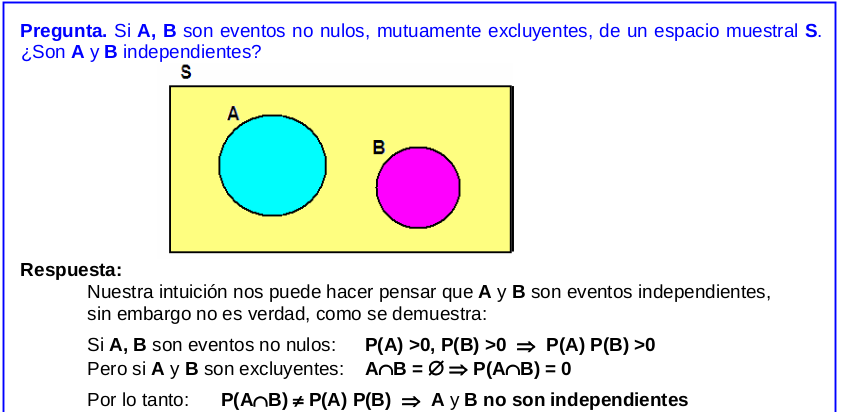 Pregunta. Si A, B son eventos no nulos, mutuamente excluyentes, de un espacio muestral S.
¿Son A y B independientes?
S
A
B
Respuesta:
Nuestra intuición nos puede hacer pensar que A y B son eventos independientes,
sin embargo no es verdad, como se demuestra:
Si A, B son eventos no nulos: P(A) >0, P(B) >0 ⇒ P(A) P(B) >0
Pero si A y B son excluyentes: A∩B = ∅ ⇒ P(A∩B) = 0
Por lo tanto: P(A∩B) ≠ P(A) P(B) ⇒ A y B no son independientes